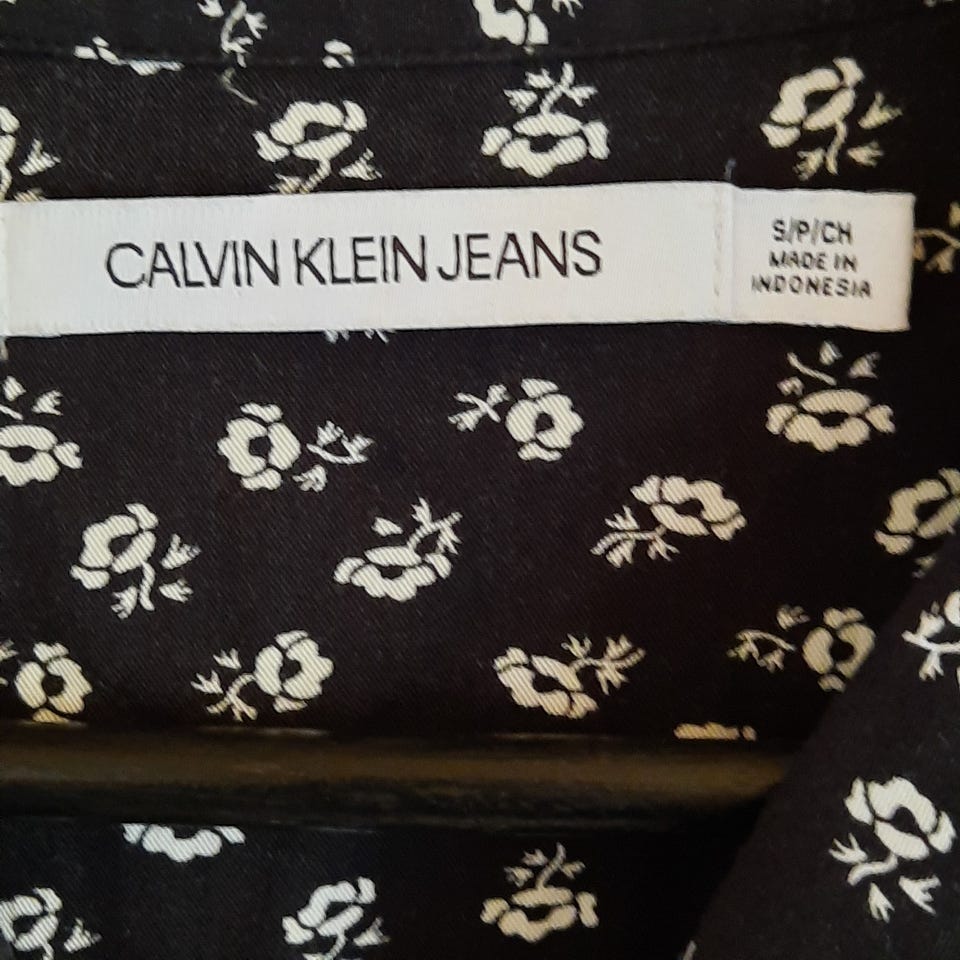 CALVIN KLEIN JEANS
S/P/CH
MADE IN
INDONESIA